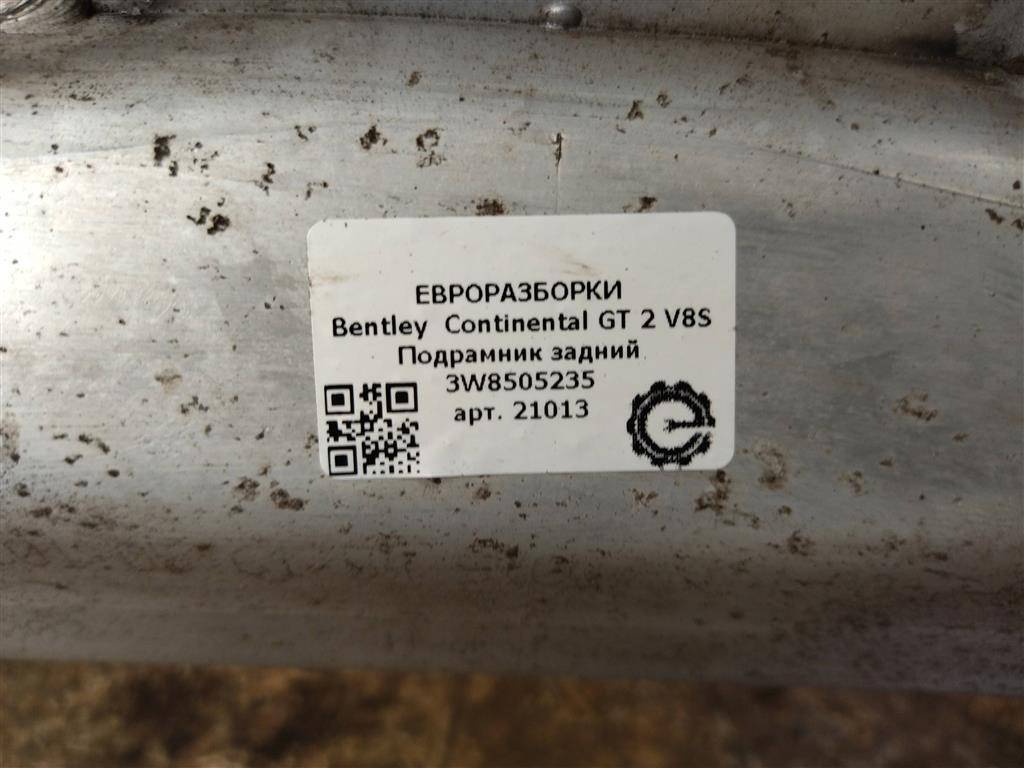 ЕВРОРАЗБОРКИ
Bentley Continental GT 2 V8S
Подрамник задний
3W8505235
арт. 21013